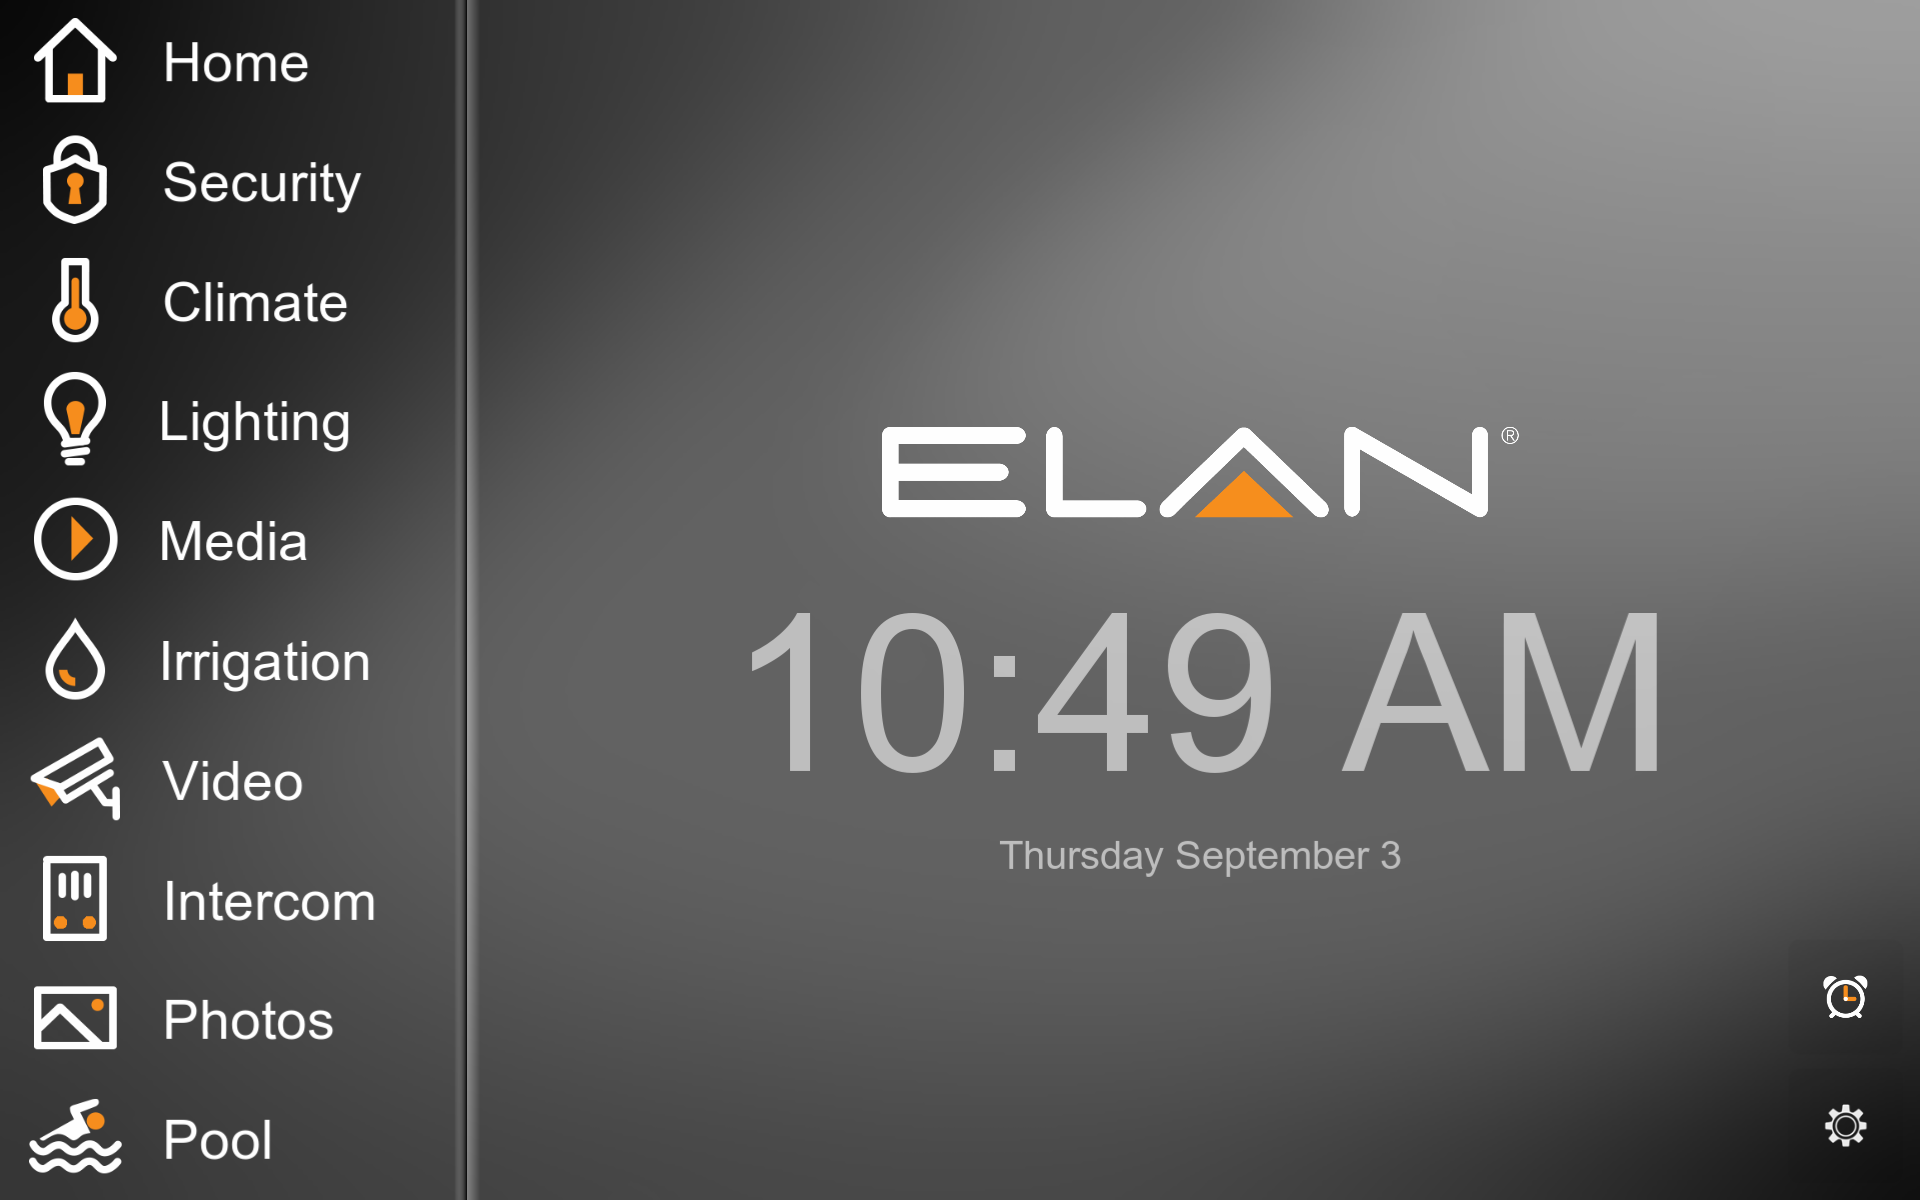 Home
Security
Climate
Lighting
Media
Irrigation
Video
Intercom
Photos
Pool
ELAN®
10:49 AM
Thursday September 3